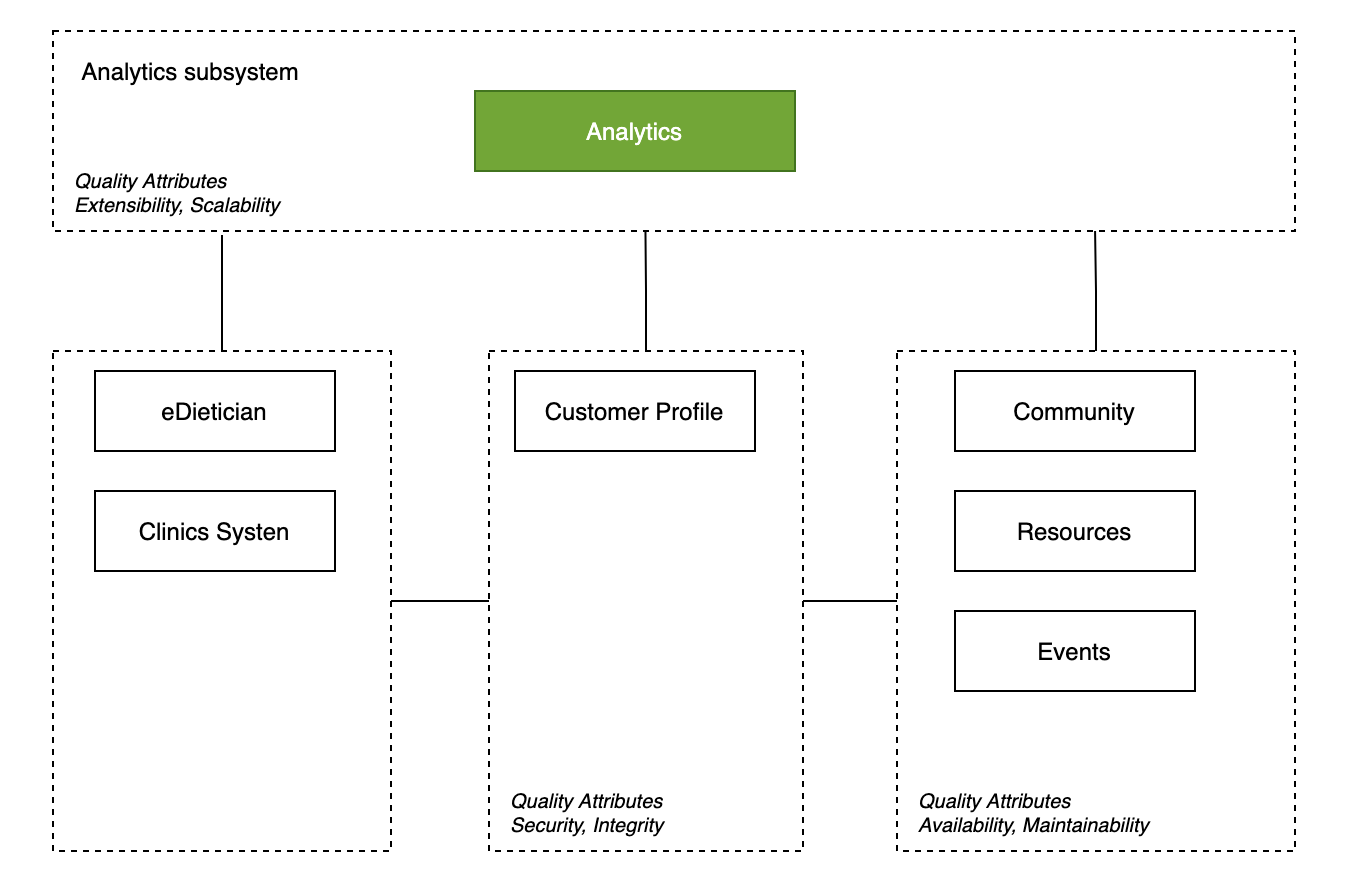 Analytics subsystem
Analytics
Quality Attributes
Extensibility, Scalability
eDietician
Clinics Systen
Customer Profile
Quality Attributes
Security, Integrity
Community
Resources
Events
Quality Attributes
Availability, Maintainability